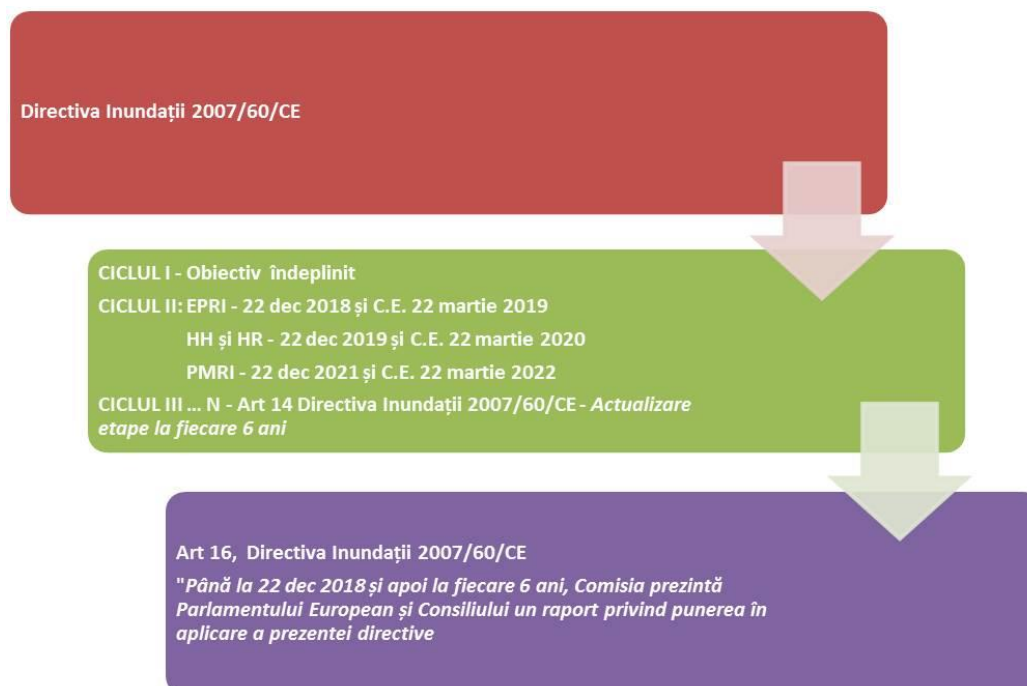 Directiva Inundații 2007/60/CE
CICLUL I - Obiectiv îndeplinit
CICLUL II: EPRI - 22 dec 2018 și C.E. 22 martie 2019
HH și HR - 22 dec 2019 și C.E. 22 martie 2020
PMRI - 22 dec 2021 și C.E. 22 martie 2022
CICLUL III ... N - Art 14 Directiva Inundații 2007/60/CE - Actualizare
etape la fiecare 6 ani
Art 16, Directiva Inundații 2007/60/CE
"Până la 22 dec 2018 și apoi la fiecare 6 ani, Comisia prezintă
Parlamentului European și Consiliului un raport privind punerea în
aplicare a prezentei directive